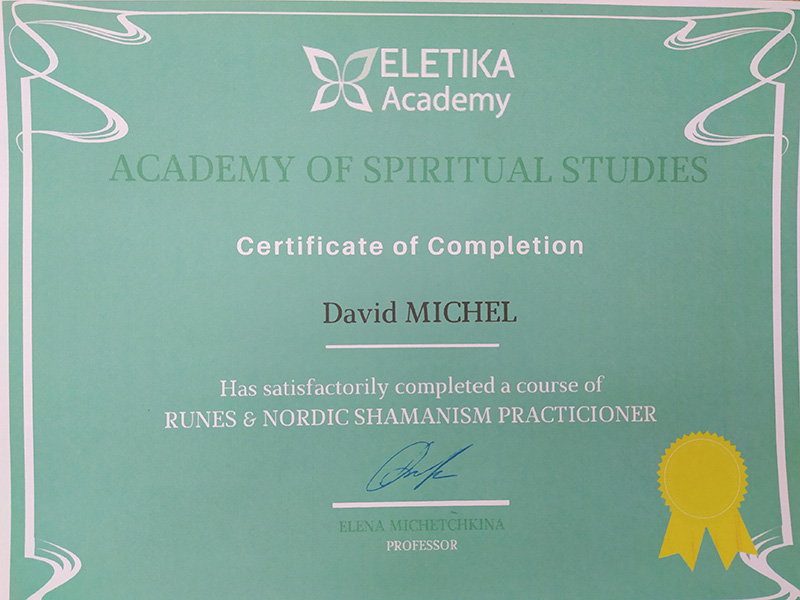 ELETIKA
Academy
ACADEMY OF SPIRITUAL STUDIES
Certificate of Completion
David MICHEL
Has satisfactorily completed a course of
RUNES & NORDIC SHAMANISM PRACTICIONER
ELENA MICHETCHKINA
PROFESSOR